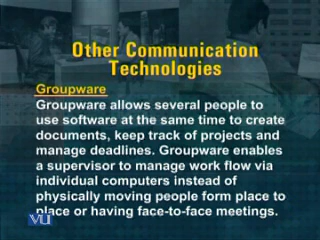 Other Communication
Technologies
Groupware
Groupware allows several people to
use software at the same time to create
documents, keep track of projects and
manage deadlines. Groupware enables
a supervisor to manage work flow via
individual computers instead of
physically moving people form place to
place or having face-to-face meetings.
VU